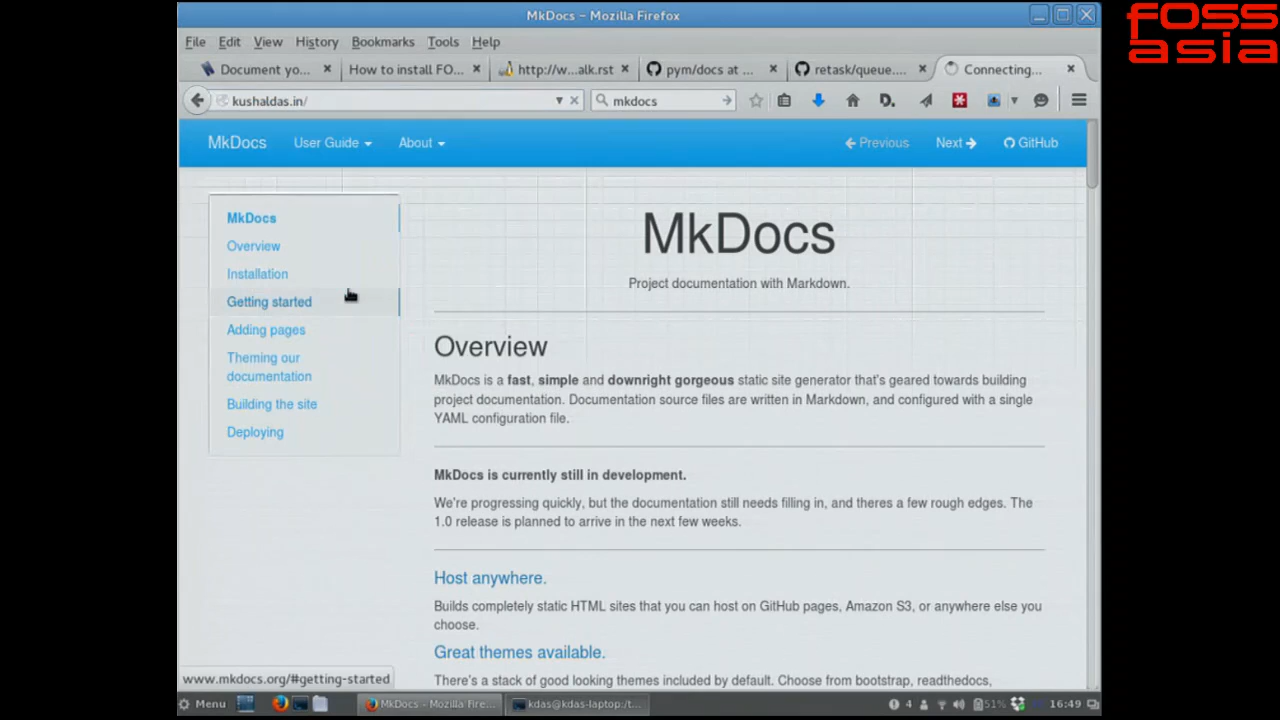 MkDocs – Mozilla Firefox
File Edit View History Bookmarks Tools Help
Document yo... × How to install FO... × http://w...alk.rst × pym/docs at ... × retask/queue.... × Connecting... ×
kushaldas.in/ mkdocs D.
MkDocs User Guide About Previous Next GitHub
MkDocs
Overview
Installation
Getting started
Adding pages
Theming our
documentation
Building the site
Deploying
MkDocs
Project documentation with Markdown.
Overview
MkDocs is a fast, simple and downright gorgeous static site generator that's geared towards building
project documentation. Documentation source files are written in Markdown, and configured with a single
YAML configuration file.
MkDocs is currently still in development.
We're progressing quickly, but the documentation still needs filling in, and theres a few rough edges. The
1.0 release is planned to arrive in the next few weeks.
Host anywhere.
Builds completely static HTML sites that you can host on GitHub pages, Amazon S3, or anywhere else you
choose.
Great themes available.
There's a stack of good looking themes included by default. Choose from bootstrap, readthedocs,
www.mkdocs.org/#getting-started
Menu MkDocs - Mozilla Fire... kdas@kdas-laptop:/t... 4 51% 16:49
FOSS
asia